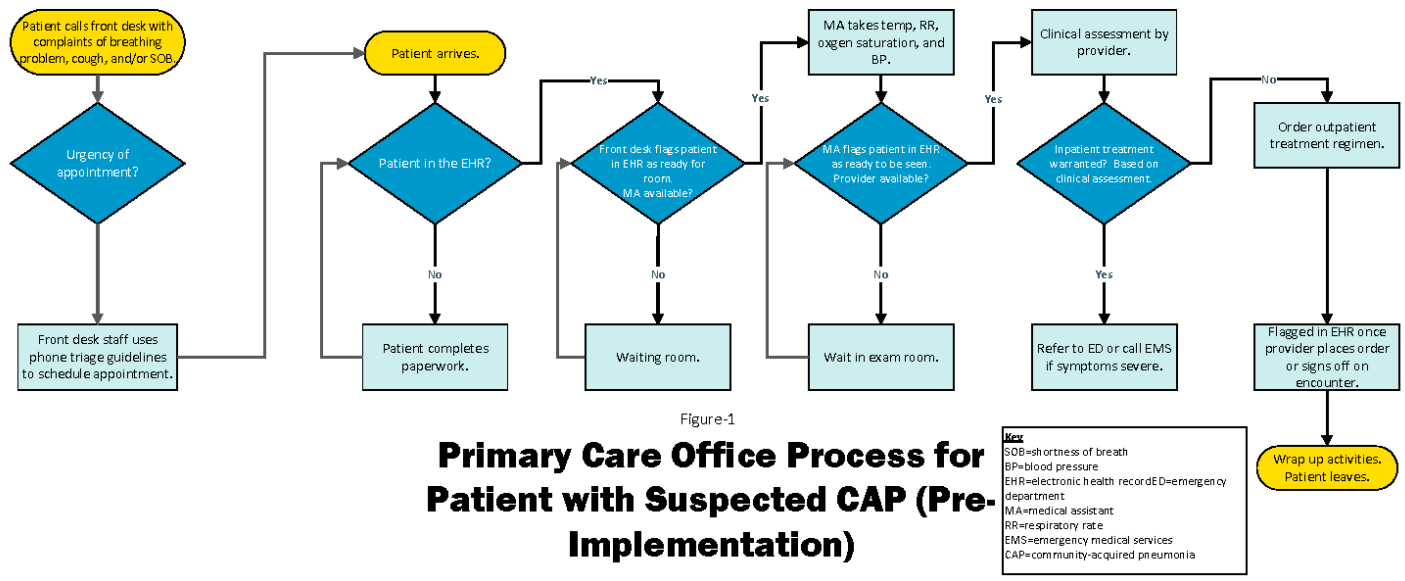 Patient calls front desk with
complaints of breathing
problem, cough, and/or SOB.
Urgency of
appointment?
Front desk staff uses
phone triage guidelines
to schedule appointment.
Patient arrives.
Patient in the EHR?
Yes
No
Patient completes
paperwork.
Front desk flags patient
in EHR as ready for
room.
MA available?
Yes
No
Waiting room.
MA takes temp, RR,
oxgen saturation, and
BP.
MA flags patient in EHR
as ready to be seen.
Provider available?
Yes
No
Wait in exam room.
Clinical assessment by
provider.
Inpatient treatment
warranted? Based on
clinical assessment.
No
Yes
Refer to ED or call EMS
if symptoms severe.
Order outpatient
treatment regimen.
Flagged in EHR once
provider places order
or signs off on
encounter.
Wrap up activities.
Patient leaves.
Figure-1
Primary Care Office Process for
Patient with Suspected CAP (Pre-
Implementation)
Key
SOB=shortness of breath
BP=blood pressure
EHR=electronic health recordED=emergency
department
MA=medical assistant
RR=respiratory rate
EMS=emergency medical services
CAP=community-acquired pneumonia